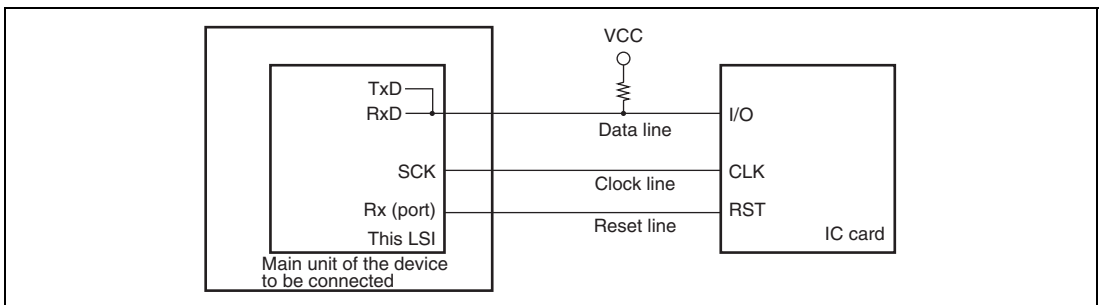 VCC
TxD
RxD
I/O
Data line
SCK
CLK
Clock line
Rx (port)
RST
Reset line
This LSI
IC card
Main unit of the device
to be connected